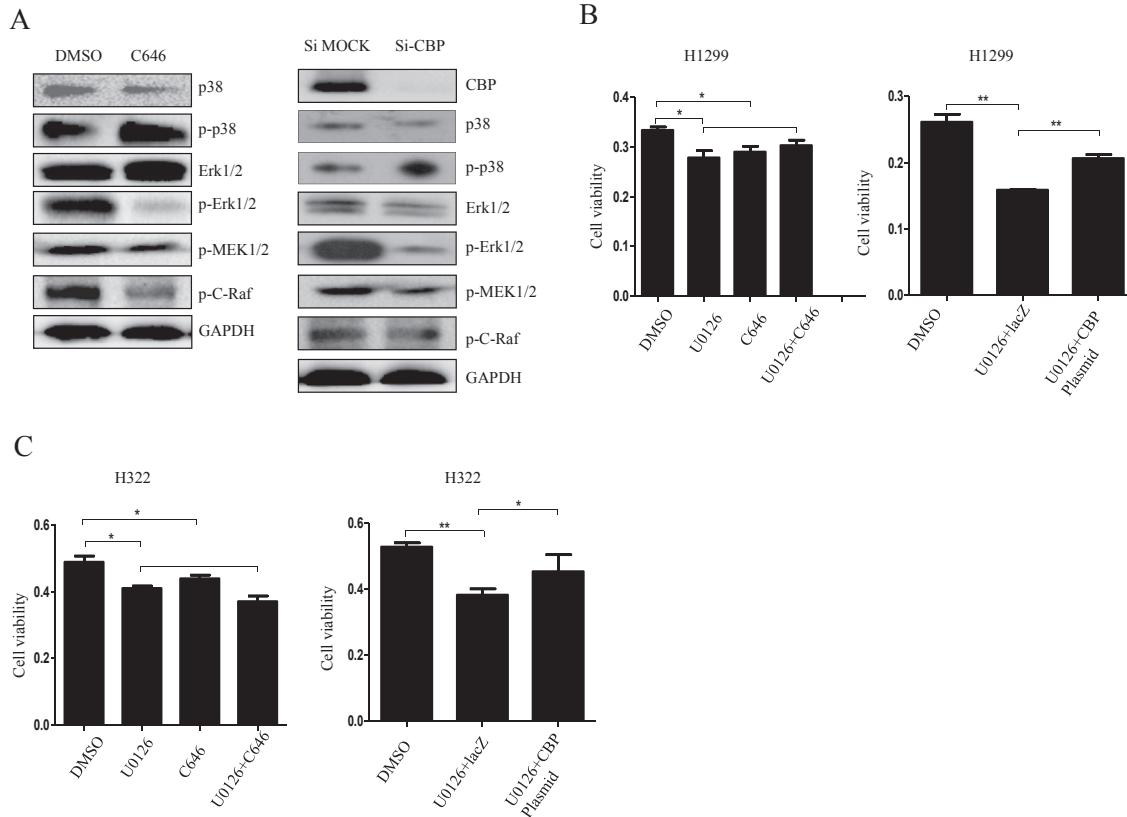 A
DMSO C646
p38
p-p38
Erk1/2
p-Erk1/2
p-MEK1/2
p-C-Raf
GAPDH
Si MOCK Si-CBP
CBP
p38
p-p38
Erk1/2
p-Erk1/2
p-MEK1/2
p-C-Raf
GAPDH
B
H1299
Cell viability
0.4
0.3
0.2
0.1
0.0
*
*
DMSO
U0126
C646
U0126+C646
H1299
Cell viability
0.3
0.2
0.1
0.0
**
**
DMSO
U0126+lacZ
U0126+CBP
Plasmid
C
H322
Cell viability
0.6
0.4
0.2
0.0
*
*
DMSO
U0126
C646
U0126+C646
H322
Cell viability
0.6
0.4
0.2
0.0
*
**
DMSO
U0126+lacZ
U0126+CBP
Plasmid